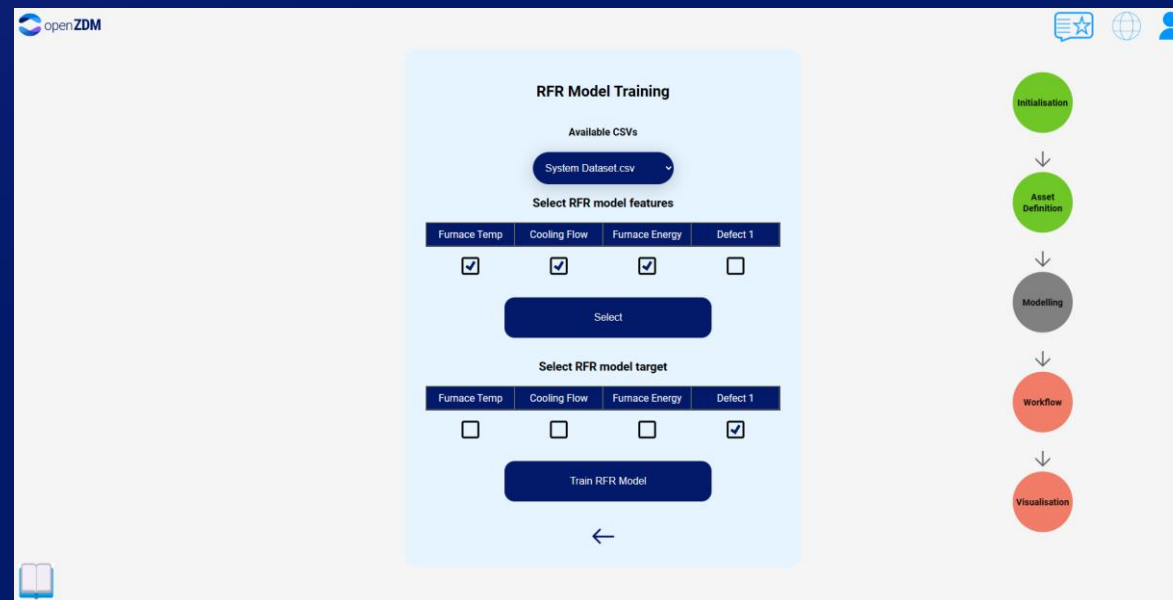 openZDM
RFR Model Training
Available CSVs
System Dataset.csv
Select RFR model features
Furnace Temp Cooling Flow Furnace Energy Defect 1
Select
Select RFR model target
Furnace Temp Cooling Flow Furnace Energy Defect 1
Train RFR Model
Initialisation
Asset
Definition
Modelling
Workflow
Visualisation